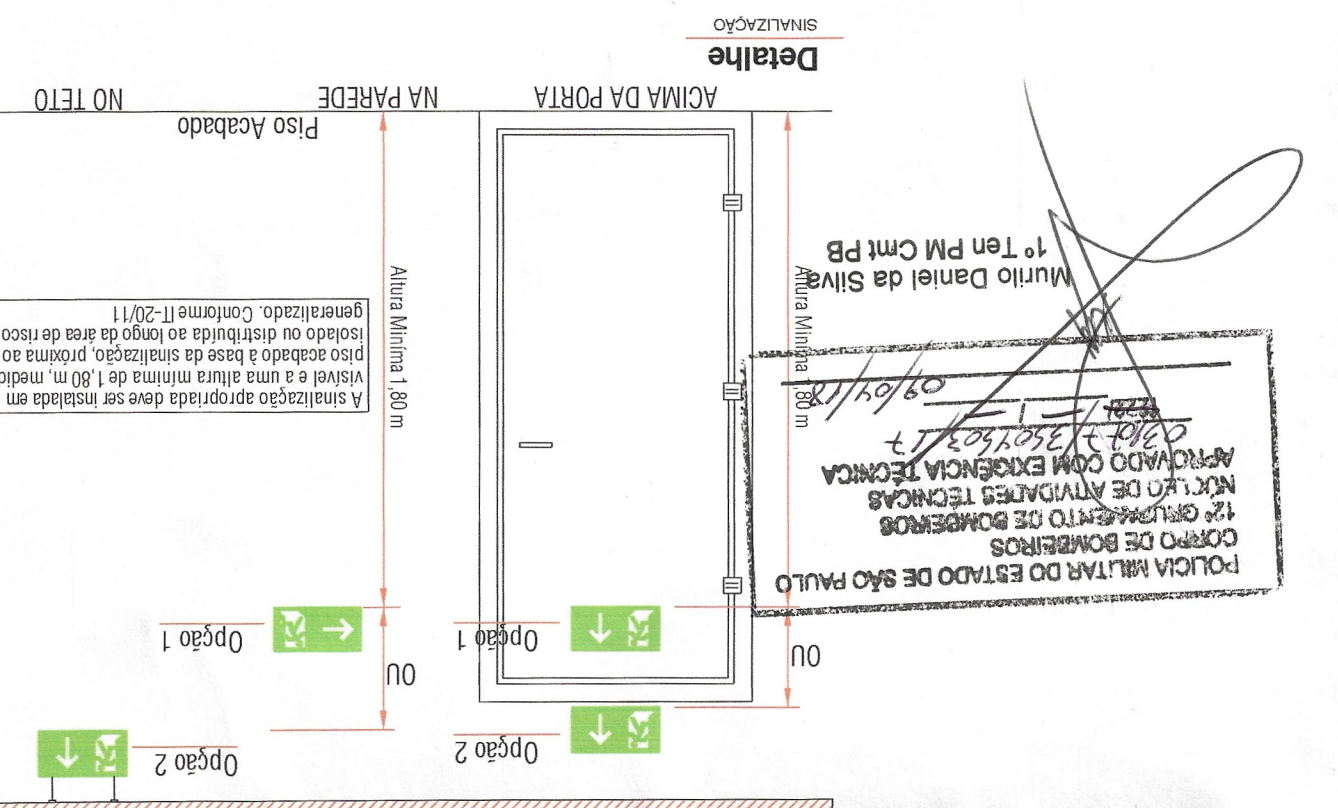 Opção 2
Opção 2
OU
Opção 1
OU
Opção 1
POLICIA MILITAR DO ESTADO DE SÃO PAULO
CORPO DE BOMBEIROS
12º GRUPAMENTO DE BOMBEIROS
NÚCLEO DE ATIVIDADES TÉCNICAS
APROVADO COM EXIGÊNCIA TÉCNICA
09/04/18
Murilo Daniel da Silva
1º Ten PM Cmt PB
Altura Mínima 1,80 m
Altura Mínima 1,80 m
A sinalização apropriada deve ser instalada em
visível e a uma altura mínima de 1,80 m, medid
piso acabado à base da sinalização, próxima ao
isolado ou distribuída ao longo da área de risco
generalizado. Conforme IT-20/11
Piso Acabado
ACIMA DA PORTA
NA PAREDE
NO TETO
Detalhe
SINALIZAÇÃO